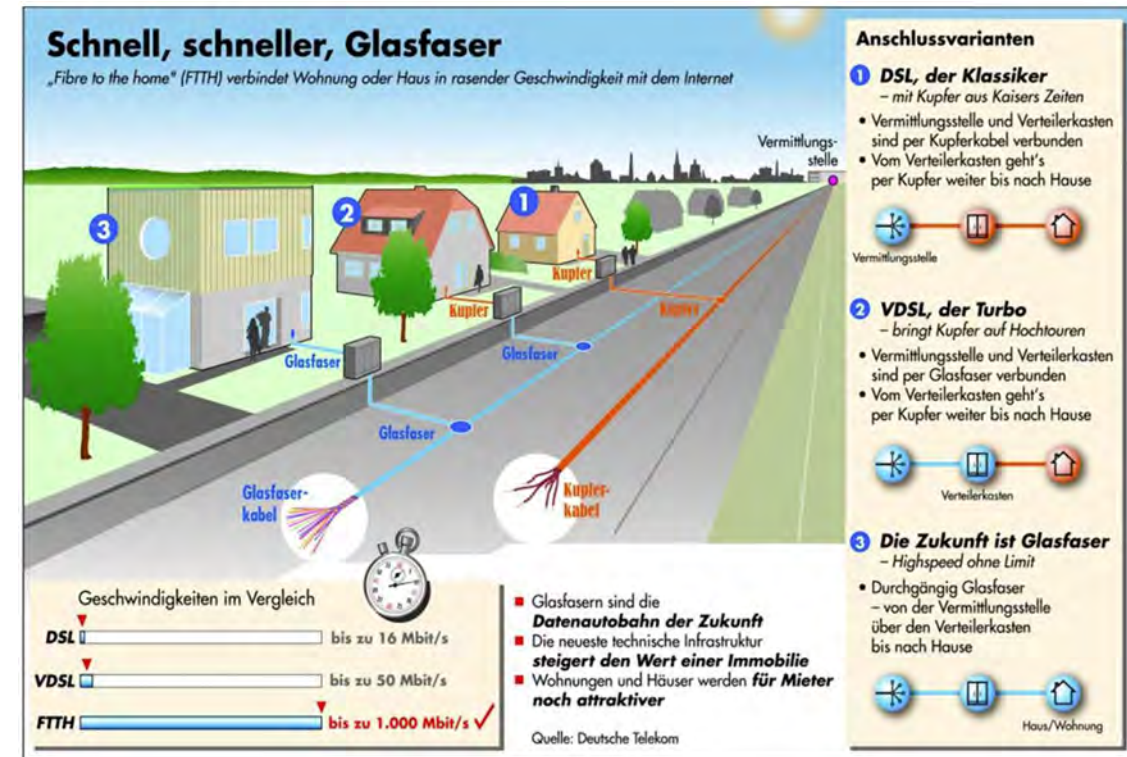 Schnell, schneller, Glasfaser
„Fibre to the home“ (FTTH) verbindet Wohnung oder Haus in rasender Geschwindigkeit mit dem Internet
Vermittlungs-
stelle
3
2
1
Kupfer
Kupfer
Kupfer
Glasfaser
Glasfaser
Glasfaser
Glasfaser-
kabel
Kupfer-
kabel
Geschwindigkeiten im Vergleich
DSL bis zu 16 Mbit/s
VDSL bis zu 50 Mbit/s
FTTH bis zu 1.000 Mbit/s
Glasfasern sind die
Datenautobahn der Zukunft
Die neueste technische Infrastruktur
steigert den Wert einer Immobilie
Wohnungen und Häuser werden für Mieter
noch attraktiver
Quelle: Deutsche Telekom
Anschlussvarianten
1 DSL, der Klassiker
– mit Kupfer aus Kaisers Zeiten
• Vermittlungsstelle und Verteilerkasten
sind per Kupferkabel verbunden
• Vom Verteilerkasten geht's
per Kupfer weiter bis nach Hause
Vermittlungsstelle
2 VDSL, der Turbo
– bringt Kupfer auf Hochtouren
• Vermittlungsstelle und Verteilerkasten
sind per Glasfaser verbunden
• Vom Verteilerkasten geht's
per Kupfer weiter bis nach Hause
Verteilerkasten
3 Die Zukunft ist Glasfaser
– Highspeed ohne Limit
• Durchgängig Glasfaser
– von der Vermittlungsstelle
über den Verteilerkasten
bis nach Hause
Haus/Wohnung